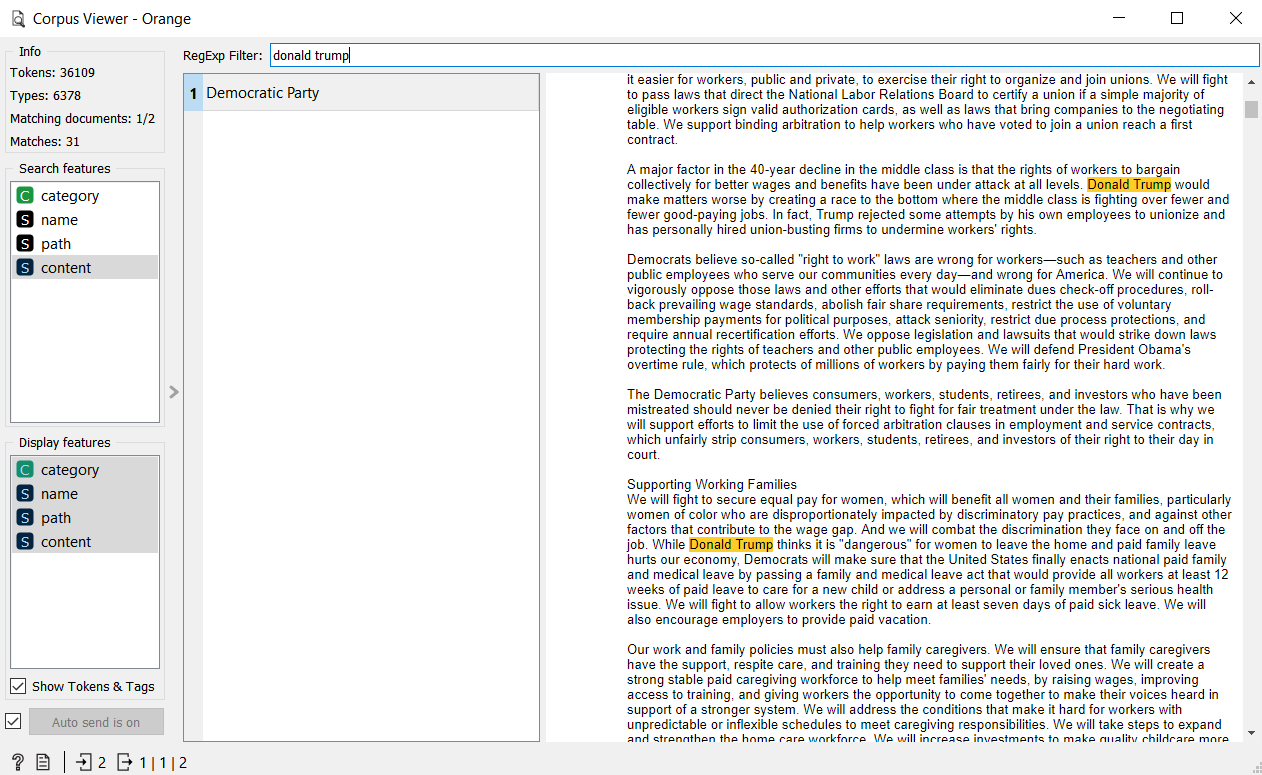 Corpus Viewer - Orange
Info
Tokens: 36109
Types: 6378
Matching documents: 1/2
Matches: 31
Search features
C category
S name
S path
S content
Display features
C category
S name
S path
S content
Show Tokens & Tags
Auto send is on
? 2 1 | 1 | 2
RegExp Filter: donald trump
1 Democratic Party
it easier for workers, public and private, to exercise their right to organize and join unions. We will fight
to pass laws that direct the National Labor Relations Board to certify a union if a simple majority of
eligible workers sign valid authorization cards, as well as laws that bring companies to the negotiating
table. We support binding arbitration to help workers who have voted to join a union reach a first
contract.
A major factor in the 40-year decline in the middle class is that the rights of workers to bargain
collectively for better wages and benefits have been under attack at all levels. Donald Trump would
make matters worse by creating a race to the bottom where the middle class is fighting over fewer and
fewer good-paying jobs. In fact, Trump rejected some attempts by his own employees to unionize and
has personally hired union-busting firms to undermine workers' rights.
Democrats believe so-called "right to work" laws are wrong for workers—such as teachers and other
public employees who serve our communities every day—and wrong for America. We will continue to
vigorously oppose those laws and other efforts that would eliminate dues check-off procedures, roll-
back prevailing wage standards, abolish fair share requirements, restrict the use of voluntary
membership payments for political purposes, attack seniority, restrict due process protections, and
require annual recertification efforts. We oppose legislation and lawsuits that would strike down laws
protecting the rights of teachers and other public employees. We will defend President Obama's
overtime rule, which protects of millions of workers by paying them fairly for their hard work.
The Democratic Party believes consumers, workers, students, retirees, and investors who have been
mistreated should never be denied their right to fight for fair treatment under the law. That is why we
will support efforts to limit the use of forced arbitration clauses in employment and service contracts,
which unfairly strip consumers, workers, students, retirees, and investors of their right to their day in
court.
Supporting Working Families
We will fight to secure equal pay for women, which will benefit all women and their families, particularly
women of color who are disproportionately impacted by discriminatory pay practices, and against other
factors that contribute to the wage gap. And we will combat the discrimination they face on and off the
job. While Donald Trump thinks it is "dangerous" for women to leave the home and paid family leave
hurts our economy, Democrats will make sure that the United States finally enacts national paid family
and medical leave by passing a family and medical leave act that would provide all workers at least 12
weeks of paid leave to care for a new child or address a personal or family member's serious health
issue. We will fight to allow workers the right to earn at least seven days of paid sick leave. We will
also encourage employers to provide paid vacation.
Our work and family policies must also help family caregivers. We will ensure that family caregivers
have the support, respite care, and training they need to support their loved ones. We will create a
strong stable paid caregiving workforce to help meet families' needs, by raising wages, improving
access to training, and giving workers the opportunity to come together to make their voices heard in
support of a stronger system. We will address the conditions that make it hard for workers with
unpredictable or inflexible schedules to meet caregiving responsibilities. We will take steps to expand
and strengthen the home care workforce. We will increase investments to make quality childcare more